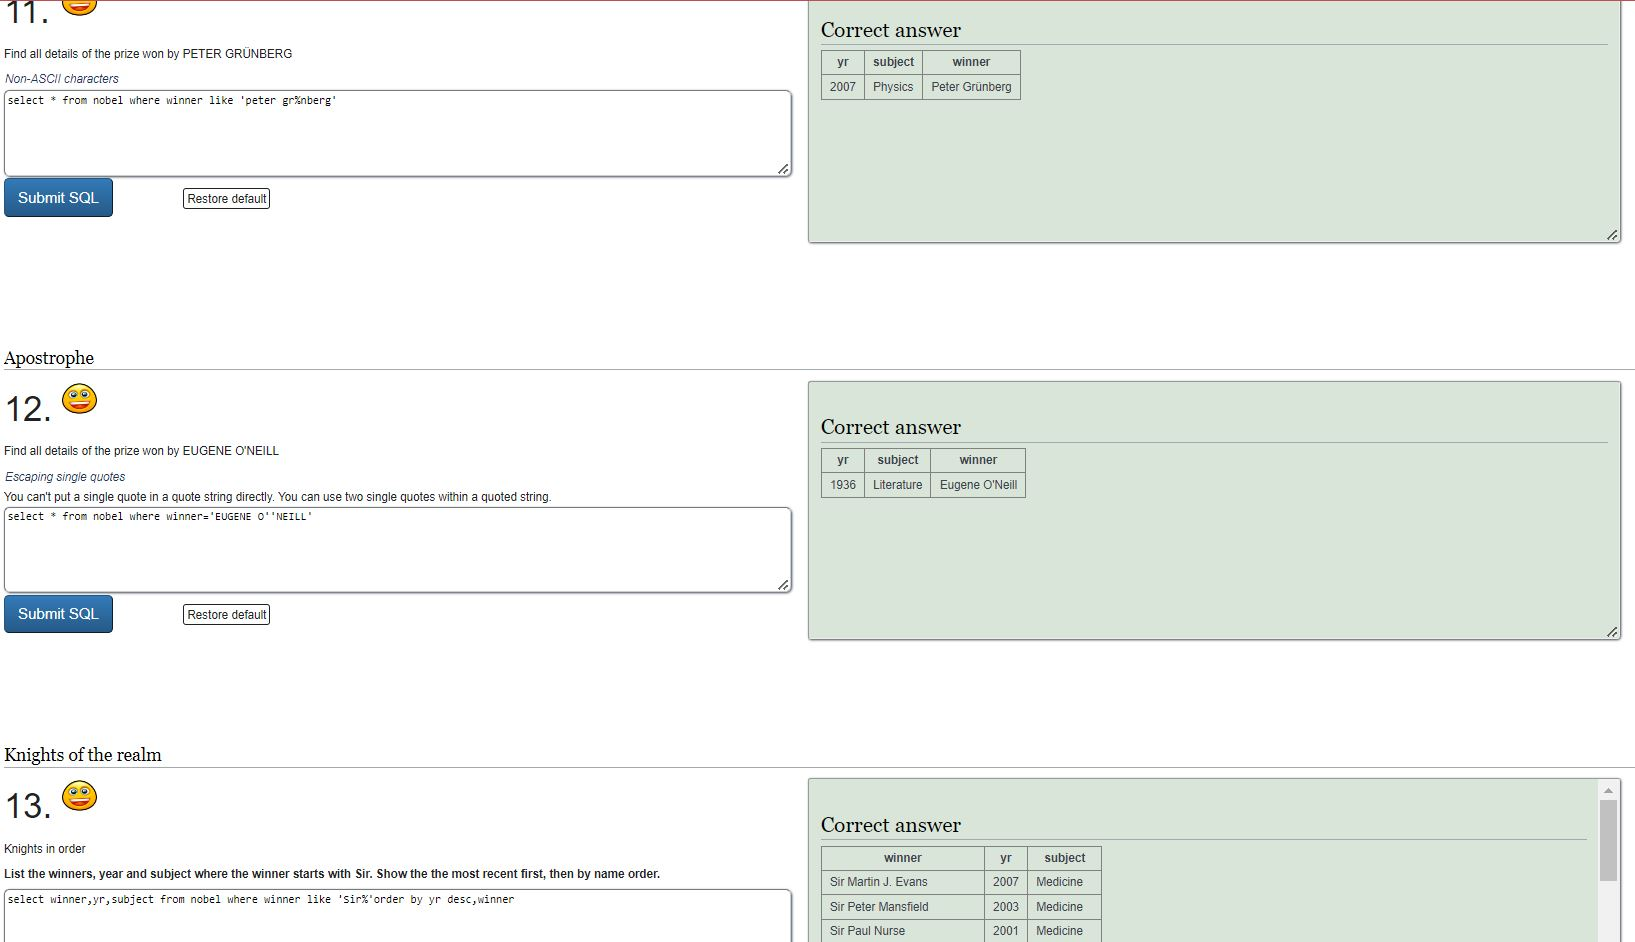 11.
Find all details of the prize won by PETER GRÜNBERG
Non-ASCII characters
select * from nobel where winner like 'peter gr%nberg'
Submit SQL
Restore default
Correct answer
yr subject winner
2007 Physics Peter Grünberg
Apostrophe
12.
Find all details of the prize won by EUGENE O'NEILL
Escaping single quotes
You can't put a single quote in a quote string directly. You can use two single quotes within a quoted string.
select * from nobel where winner='EUGENE O''NEILL'
Submit SQL
Restore default
Correct answer
yr subject winner
1936 Literature Eugene O'Neill
Knights of the realm
13.
Knights in order
List the winners, year and subject where the winner starts with Sir. Show the the most recent first, then by name order.
select winner,yr,subject from nobel where winner like 'Sir%'order by yr desc,winner
Correct answer
winner yr subject
Sir Martin J. Evans 2007 Medicine
Sir Peter Mansfield 2003 Medicine
Sir Paul Nurse 2001 Medicine